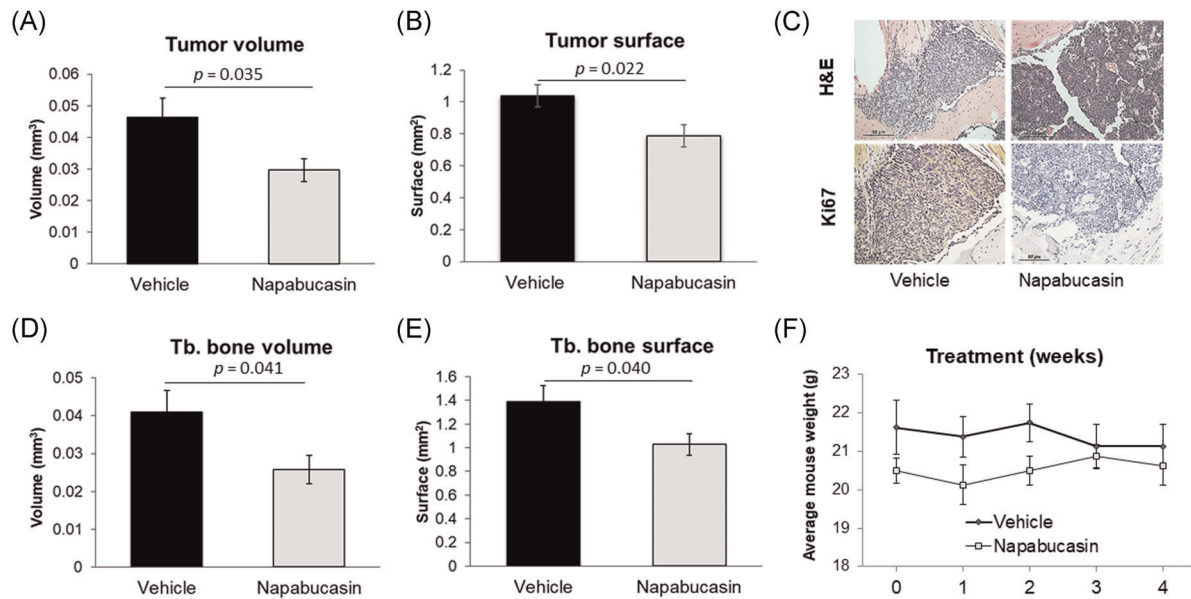 (A)
Tumor volume
p = 0.035
0.06
0.05
0.04
0.03
0.02
0.01
0
Volume (mm³)
Vehicle
Napabucasin
(B)
Tumor surface
p = 0.022
1.2
1
0.8
0.6
0.4
0.2
0
Surface (mm²)
Vehicle
Napabucasin
(C)
H&E
Ki67
50 µm
Vehicle
Napabucasin
(D)
Tb. bone volume
p = 0.041
0.05
0.04
0.03
0.02
0.01
0
Volume (mm³)
Vehicle
Napabucasin
(E)
Tb. bone surface
p = 0.040
1.6
1.4
1.2
1
0.8
0.6
0.4
0.2
0
Surface (mm²)
Vehicle
Napabucasin
(F)
Treatment (weeks)
23
22
21
20
19
18
Average mouse weight (g)
Vehicle
Napabucasin
0 1 2 3 4